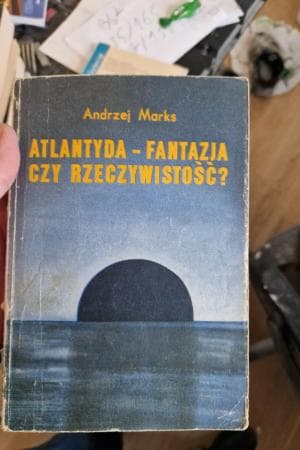 Andrzej Marks
ATLANTYDA - FANTAZJA
CZY RZECZYWISTOŚĆ?